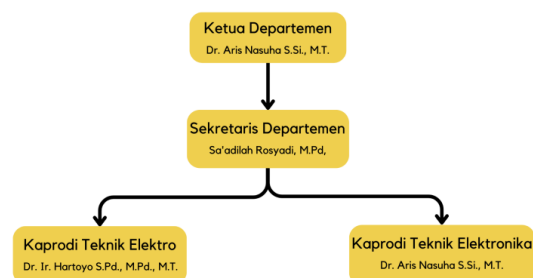 Ketua Departemen
Dr. Aris Nasuha S.Si., M.T.
Sekretaris Departemen
Sa'adilah Rosyadi, M.Pd,
Kaprodi Teknik Elektro
Dr. Ir. Hartoyo S.Pd., M.Pd., M.T.
Kaprodi Teknik Elektronika
Dr. Aris Nasuha S.Si., M.T.